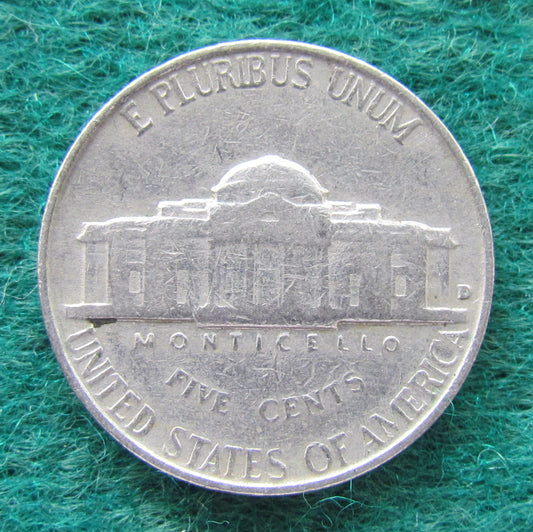 E PLURIBUS UNUM
D
MONTICELLO
FIVE CENTS
UNITED STATES OF AMERICA